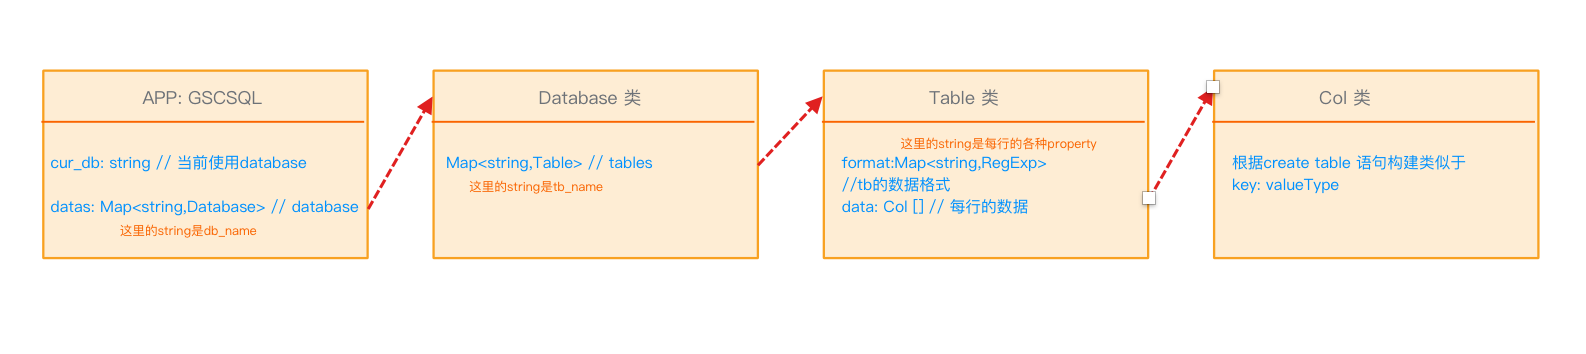 APP: GSCSQL
cur_db: string // 当前使用database
datas: Map<string,Database> // database
这里的string是db_name
Database 类
Map<string,Table> // tables
这里的string是tb_name
Table 类
这里的string是每行的各种property
format:Map<string,RegExp>
//tb的数据格式
data: Col [] // 每行的数据
Col 类
根据create table 语句构建类似于
key: valueType